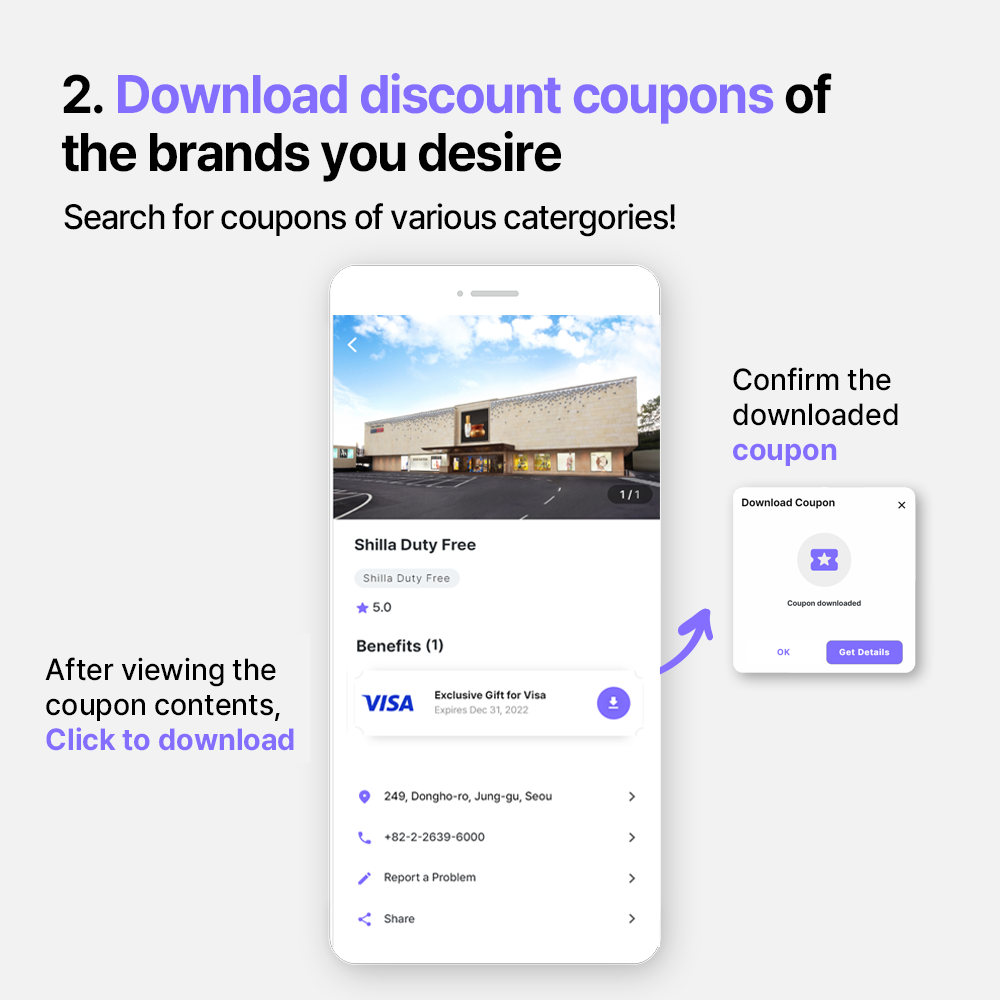 2. Download discount coupons of
the brands you desire
Search for coupons of various catergories!
1/1
Shilla Duty Free
Shilla Duty Free
5.0
Benefits (1)
VISA
Exclusive Gift for Visa
Expires Dec 31, 2022
249, Dongho-ro, Jung-gu, Seou
+82-2-2639-6000
Report a Problem
Share
After viewing the
coupon contents,
Click to download
Confirm the
downloaded
coupon
Download Coupon
Coupon downloaded
OK
Get Details